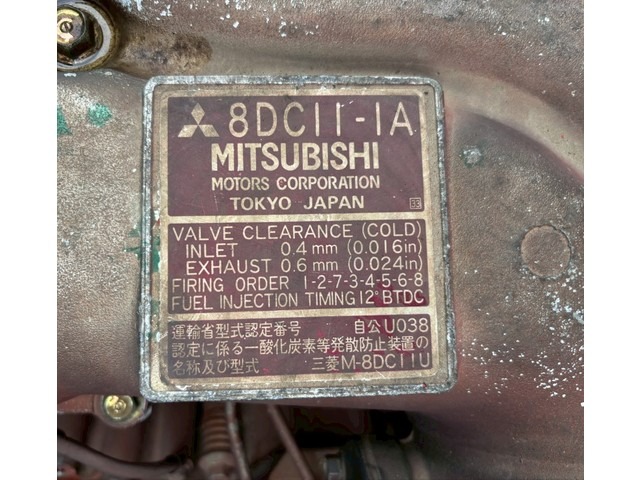 8DC11-1A
MITSUBISHI
MOTORS CORPORATION
TOKYO JAPAN
33
VALVE CLEARANCE (COLD)
INLET 0.4 mm (0.016in)
EXHAUST 0.6 mm (0.024in)
FIRING ORDER 1-2-7-3-4-5-6-8
FUEL INJECTION TIMING 12° BTDC
運輸省型式認定番号 自公U038
認定に係る一酸化炭素等発散防止装置の
名称及び型式 三菱M-8DC11U